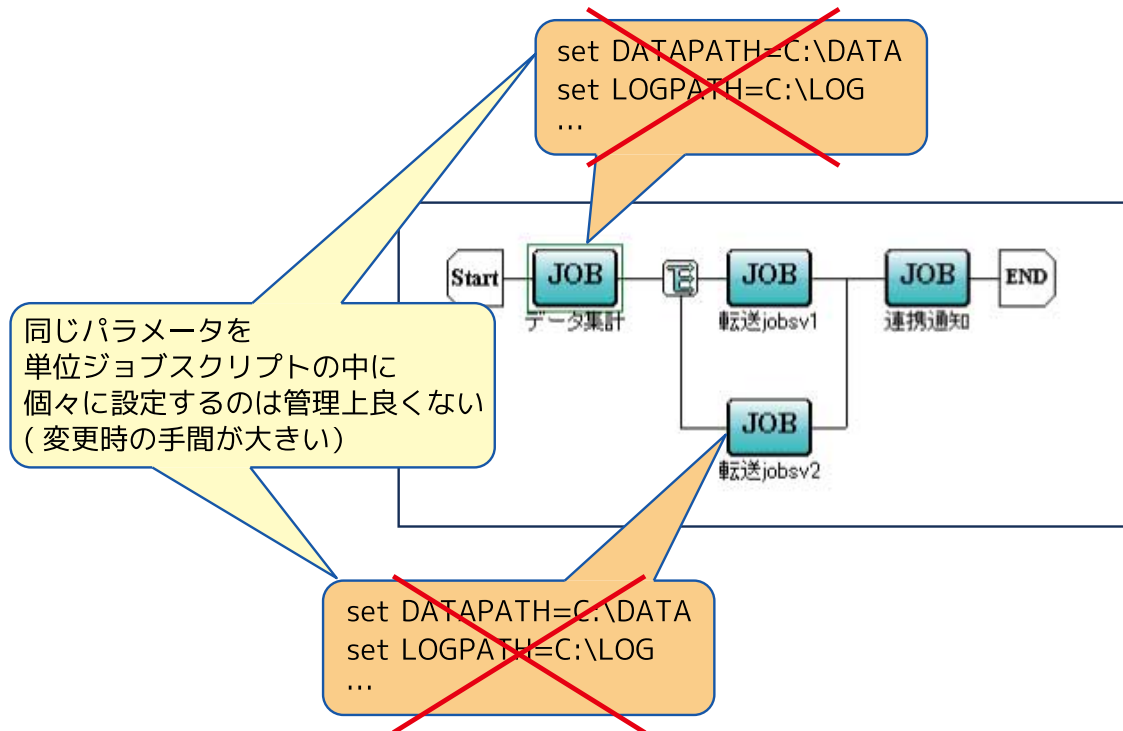 set DATAPATH=C:\DATA
set LOGPATH=C:\LOG
…
Start
JOB
データ集計
JOB
転送jobsv1
JOB
連携通知
END
同じパラメータを
単位ジョブスクリプトの中に
個々に設定するのは管理上良くない
( 変更時の手間が大きい)
JOB
転送jobsv2
set DATAPATH=C:\DATA
set LOGPATH=C:\LOG
…